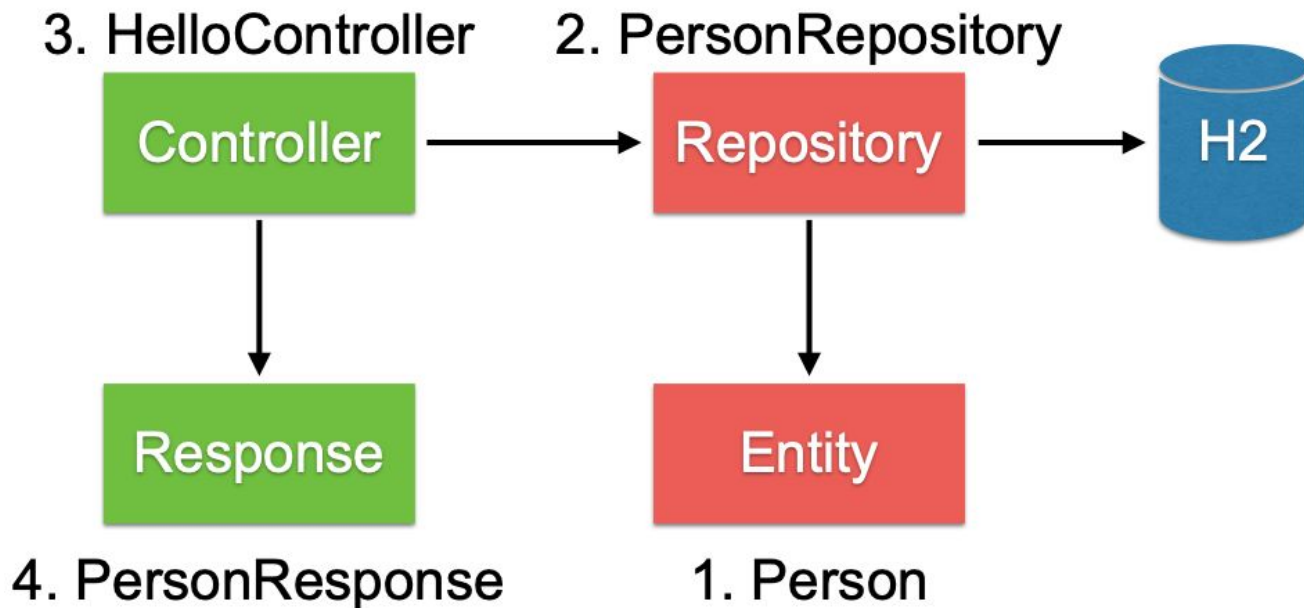 3. HelloController
2. PersonRepository
Controller
Repository
H2
Response
Entity
4. PersonResponse
1. Person